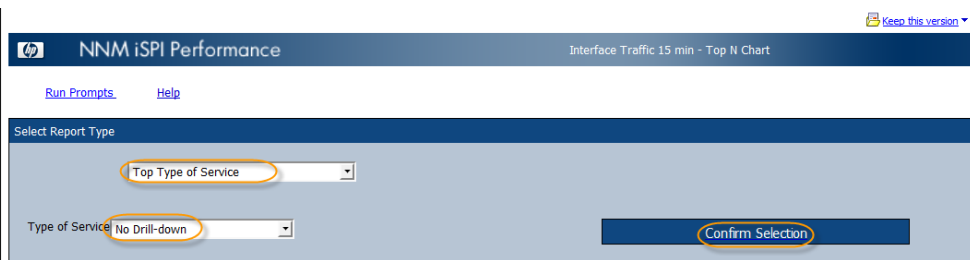 Keep this version
hp NNM iSPI Performance Interface Traffic 15 min - Top N Chart
Run Prompts Help
Select Report Type
Top Type of Service
Type of Service No Drill-down Confirm Selection